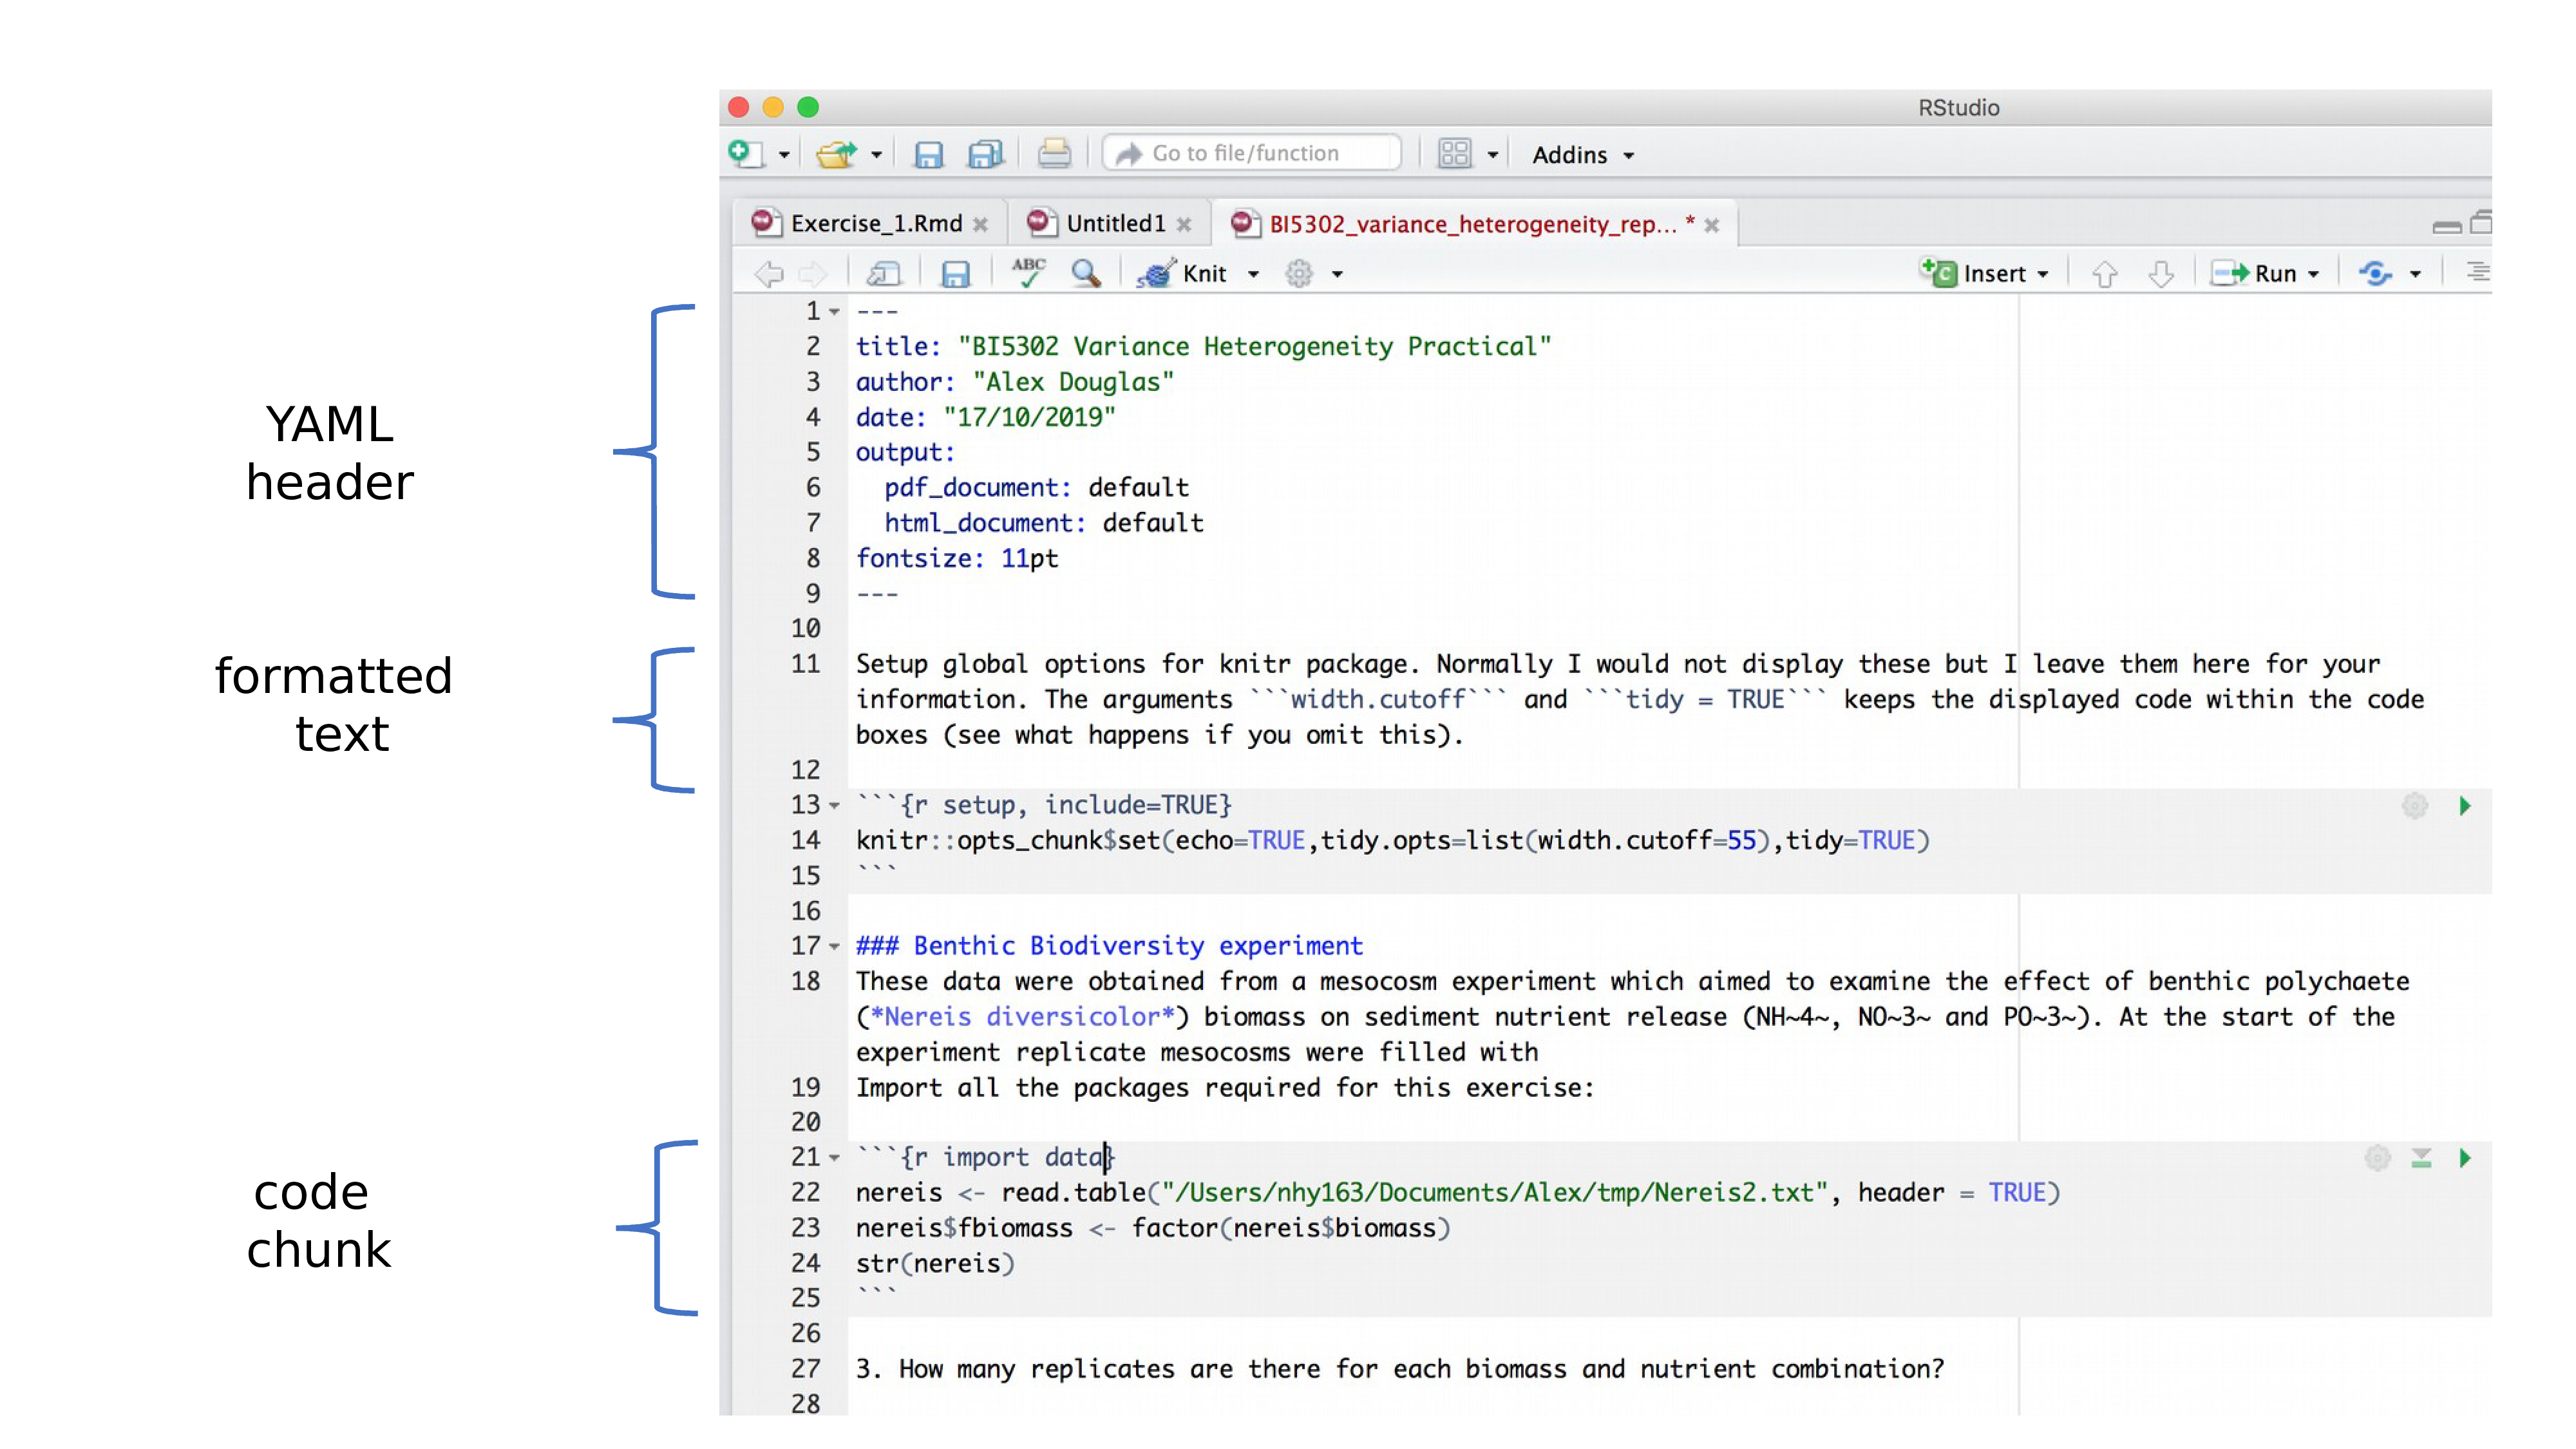 RStudio
Go to file/function
Addins
Exercise_1.Rmd
Untitled1
BI5302_variance_heterogeneity_rep... *
ABC
Knit
Insert
Run
YAML
header
formatted
text
code
chunk
1 ---
2 title: "BI5302 Variance Heterogeneity Practical"
3 author: "Alex Douglas"
4 date: "17/10/2019"
5 output:
6   pdf_document: default
7   html_document: default
8 fontsize: 11pt
9 ---
10
11 Setup global options for knitr package. Normally I would not display these but I leave them here for your
information. The arguments ```width.cutoff``` and ```tidy = TRUE``` keeps the displayed code within the code
boxes (see what happens if you omit this).
12
13 ```{r setup, include=TRUE}
14 knitr::opts_chunk$set(echo=TRUE,tidy.opts=list(width.cutoff=55),tidy=TRUE)
15 ```
16
17 ### Benthic Biodiversity experiment
18 These data were obtained from a mesocosm experiment which aimed to examine the effect of benthic polychaete
(*Nereis diversicolor*) biomass on sediment nutrient release (NH~4~, NO~3~ and PO~3~). At the start of the
experiment replicate mesocosms were filled with
19 Import all the packages required for this exercise:
20
21 ```{r import data}
22 nereis <- read.table("/Users/nhy163/Documents/Alex/tmp/Nereis2.txt", header = TRUE)
23 nereis$fbiomass <- factor(nereis$biomass)
24 str(nereis)
25 ```
26
27 3. How many replicates are there for each biomass and nutrient combination?
28